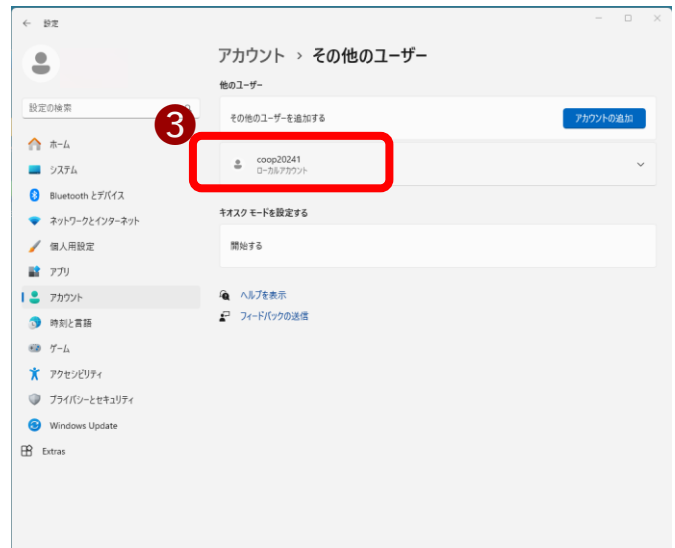 ← 設定
アカウント › その他のユーザー
他のユーザー
設定の検索
3
その他のユーザーを追加する
アカウントの追加
coop20241
ローカルアカウント
キオスク モードを設定する
開始する
ヘルプを表示
フィードバックの送信
ホーム
システム
Bluetooth とデバイス
ネットワークとインターネット
個人用設定
アプリ
アカウント
時刻と言語
ゲーム
アクセシビリティ
プライバシーとセキュリティ
Windows Update
Extras